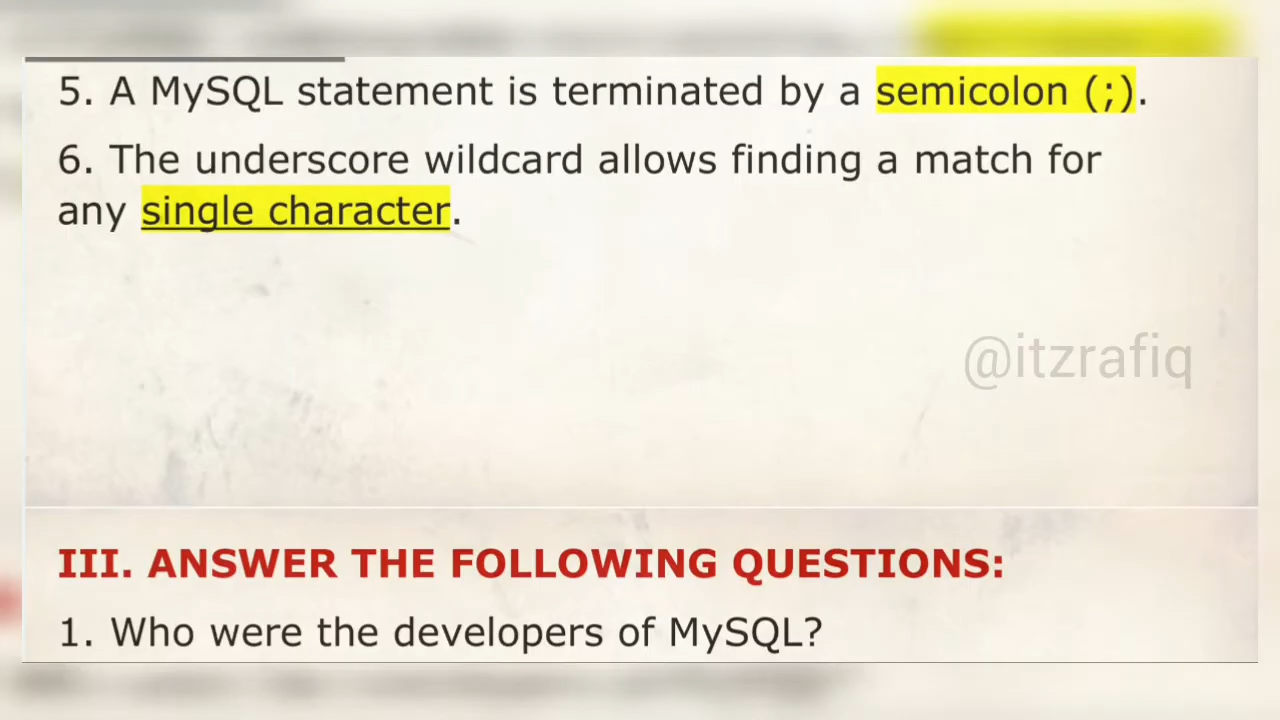 5. A MySQL statement is terminated by a semicolon (;).
6. The underscore wildcard allows finding a match for
any single character.
@itzrafiq
III. ANSWER THE FOLLOWING QUESTIONS:
1. Who were the developers of MySQL?